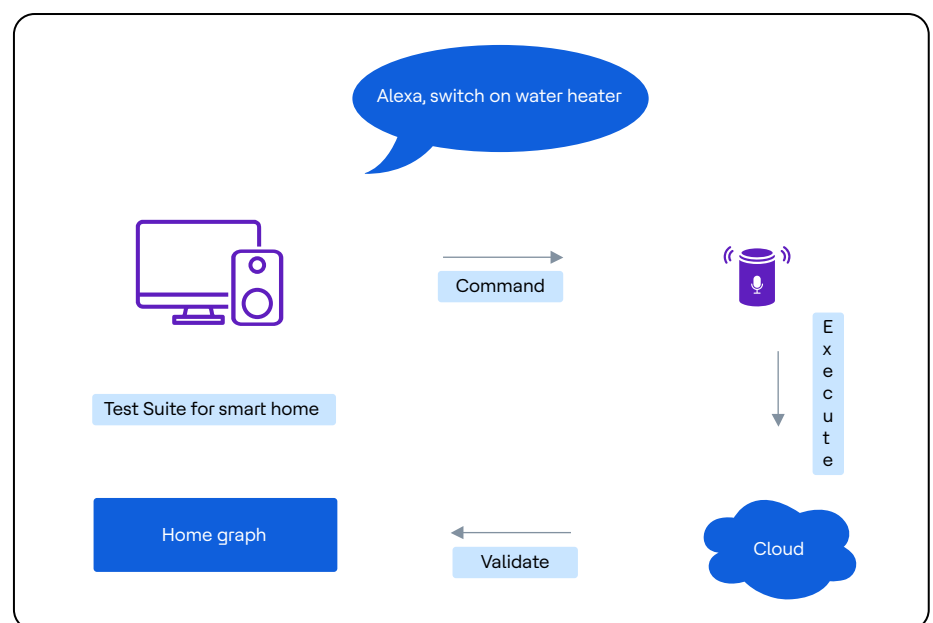 Alexa, switch on water heater
Command
Execute
Test Suite for smart home
Home graph
Validate
Cloud